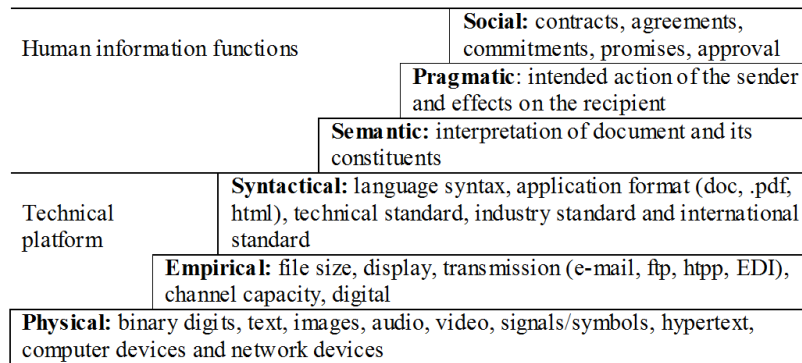 Human information functions
Social: contracts, agreements,
commitments, promises, approval
Pragmatic: intended action of the sender
and effects on the recipient
Semantic: interpretation of document and its
constituents
Technical
platform
Syntactical: language syntax, application format (doc, .pdf,
html), technical standard, industry standard and international
standard
Empirical: file size, display, transmission (e-mail, ftp, htpp, EDI),
channel capacity, digital
Physical: binary digits, text, images, audio, video, signals/symbols, hypertext,
computer devices and network devices